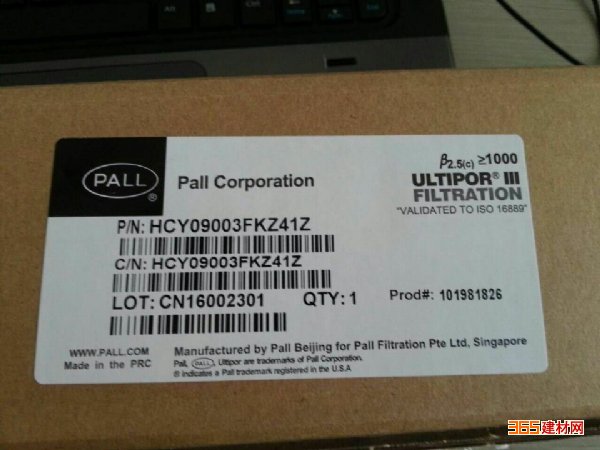 PALL®
Pall Corporation
β2.5(c) ≥1000
ULTIPOR® III
FILTRATION
"VALIDATED TO ISO 16889"
P/N: HCY09003FKZ41Z
C/N: HCY09003FKZ41Z
LOT: CN16002301 QTY: 1 Prod#: 101981826
WWW.PALL.COM
Made in the PRC
Manufactured by Pall Beijing for Pall Filtration Pte Ltd, Singapore
Pall, PALL, Ultipor are trademarks of Pall Corporation.
® indicates a Pall trademark registered in the U.S.A
Alt
Ctrl
365建材网